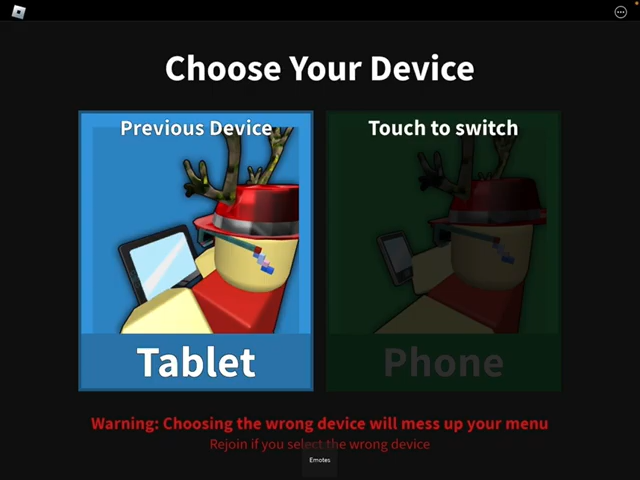 Choose Your Device
Previous Device
Touch to switch
Tablet
Phone
Warning: Choosing the wrong device will mess up your menu
Rejoin if you select the wrong device
Emotes